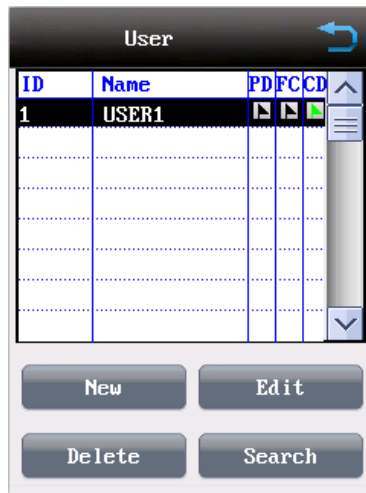 User
ID Name PD FC CD
1 USER1
New Edit
Delete Search